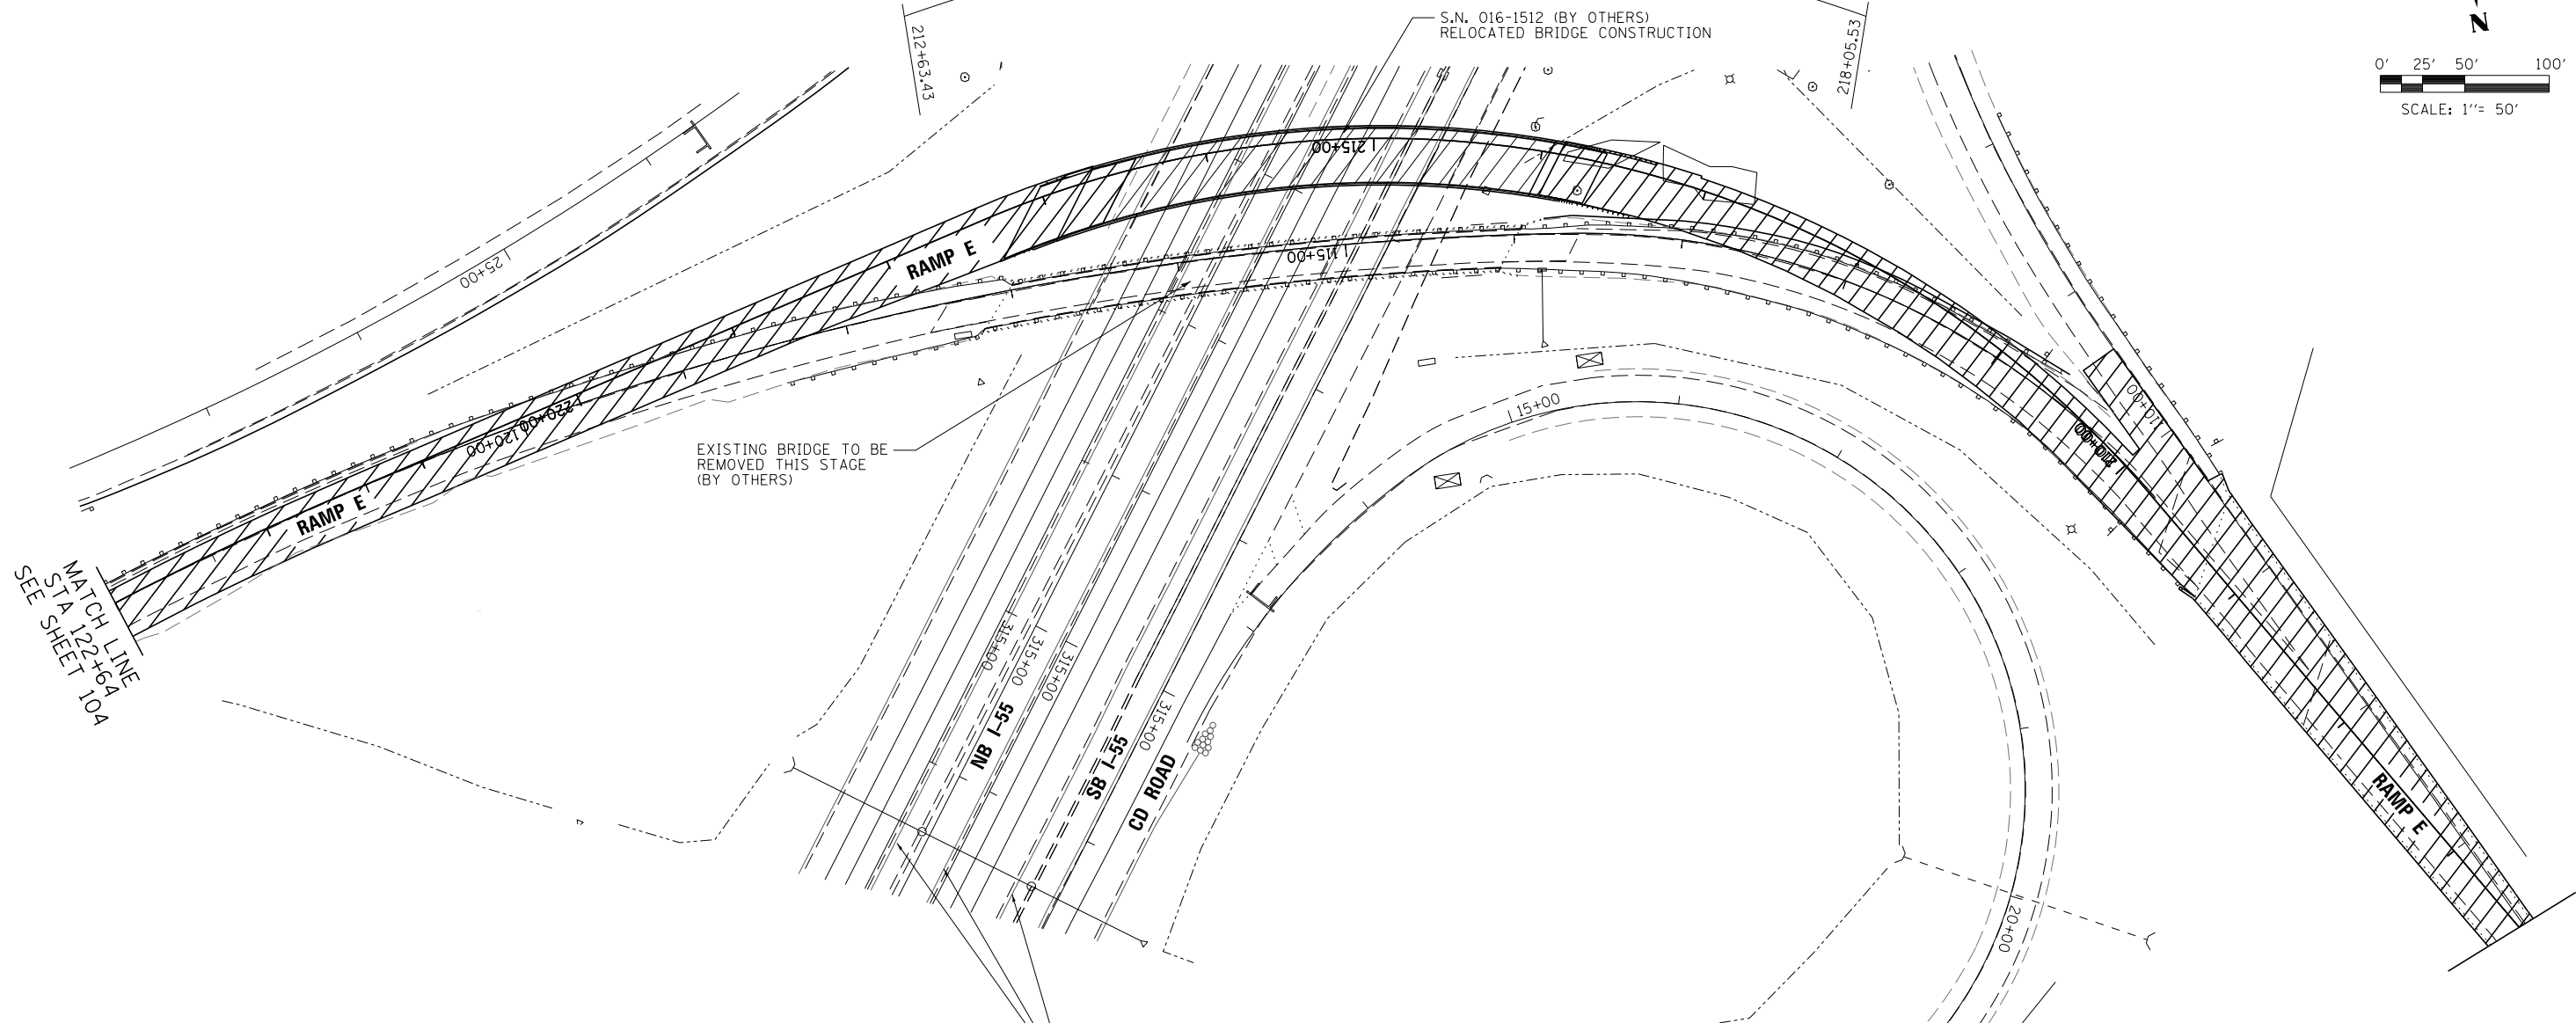 S.N. 016-1512 (BY OTHERS)
RELOCATED BRIDGE CONSTRUCTION
212+63.43
218+05.53
N
0' 25' 50' 100'
SCALE: 1''= 50'
215+00
RAMP E
115+00
125+00
110+00
15+00
220+00
120+00
210+00
EXISTING BRIDGE TO BE
REMOVED THIS STAGE
(BY OTHERS)
RAMP E
MATCH LINE
STA 122+64
SEE SHEET 104
315+00
315+00
315+00
315+00
NB I-55
SB I-55
CD ROAD
RAMP E
20+00